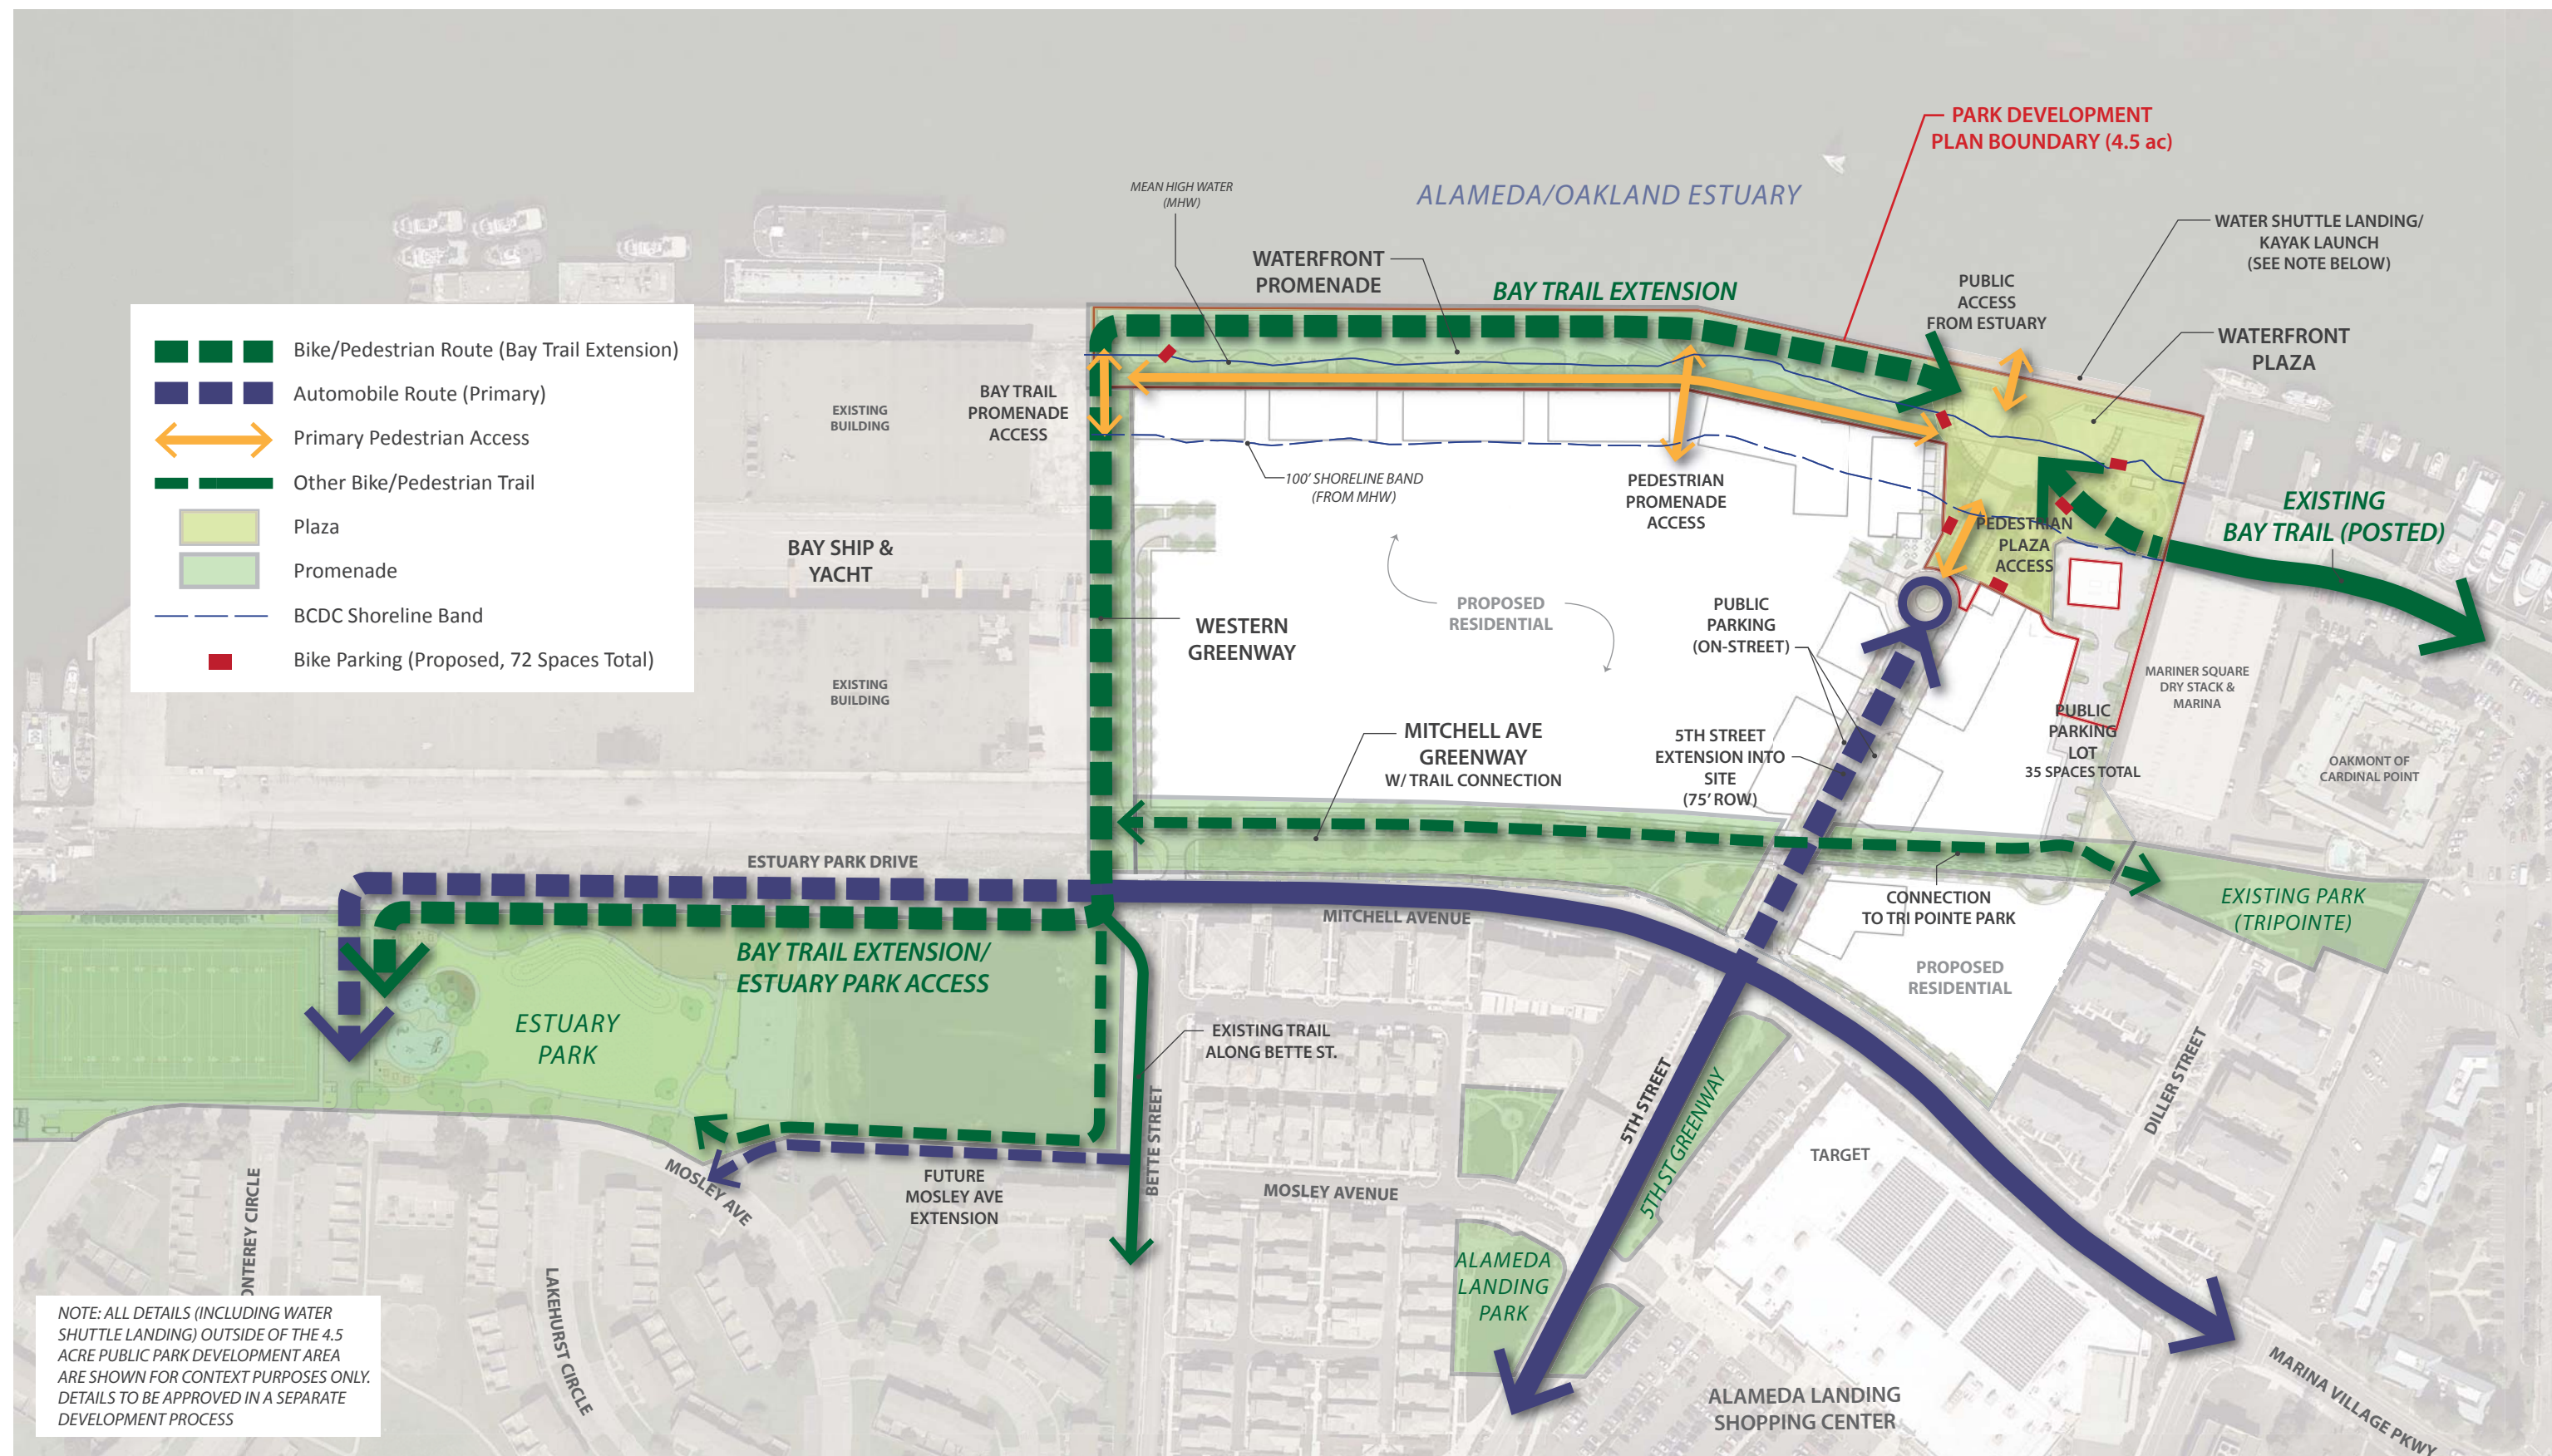 PARK DEVELOPMENT
PLAN BOUNDARY (4.5 ac)
MEAN HIGH WATER
(MHW)
ALAMEDA/OAKLAND ESTUARY
WATER SHUTTLE LANDING/
KAYAK LAUNCH
(SEE NOTE BELOW)
WATERFRONT
PROMENADE
BAY TRAIL EXTENSION
PUBLIC
ACCESS
FROM ESTUARY
WATERFRONT
PLAZA
Bike/Pedestrian Route (Bay Trail Extension)
Automobile Route (Primary)
Primary Pedestrian Access
Other Bike/Pedestrian Trail
Plaza
Promenade
BCDC Shoreline Band
Bike Parking (Proposed, 72 Spaces Total)
EXISTING
BUILDING
BAY TRAIL
PROMENADE
ACCESS
100' SHORELINE BAND
(FROM MHW)
PEDESTRIAN
PROMENADE
ACCESS
PEDESTRIAN
PLAZA
ACCESS
EXISTING
BAY TRAIL (POSTED)
BAY SHIP &
YACHT
WESTERN
GREENWAY
PROPOSED
RESIDENTIAL
PUBLIC
PARKING
(ON-STREET)
EXISTING
BUILDING
MARINER SQUARE
DRY STACK &
MARINA
MITCHELL AVE
GREENWAY
W/ TRAIL CONNECTION
5TH STREET
EXTENSION INTO
SITE
(75' ROW)
PUBLIC
PARKING
LOT
35 SPACES TOTAL
OAKMONT OF
CARDINAL POINT
ESTUARY PARK DRIVE
MITCHELL AVENUE
CONNECTION
TO TRI POINTE PARK
EXISTING PARK
(TRIPOINTE)
BAY TRAIL EXTENSION/
ESTUARY PARK ACCESS
PROPOSED
RESIDENTIAL
ESTUARY
PARK
EXISTING TRAIL
ALONG BETTE ST.
5TH STREET
5TH ST GREENWAY
DILLER STREET
BETTE STREET
TARGET
MOSLEY AVE
FUTURE
MOSLEY AVE
EXTENSION
MOSLEY AVENUE
ONTEREY CIRCLE
LAKEHURST CIRCLE
ALAMEDA
LANDING
PARK
ALAMEDA LANDING
SHOPPING CENTER
MARINA VILLAGE PKWY
NOTE: ALL DETAILS (INCLUDING WATER
SHUTTLE LANDING) OUTSIDE OF THE 4.5
ACRE PUBLIC PARK DEVELOPMENT AREA
ARE SHOWN FOR CONTEXT PURPOSES ONLY.
DETAILS TO BE APPROVED IN A SEPARATE
DEVELOPMENT PROCESS